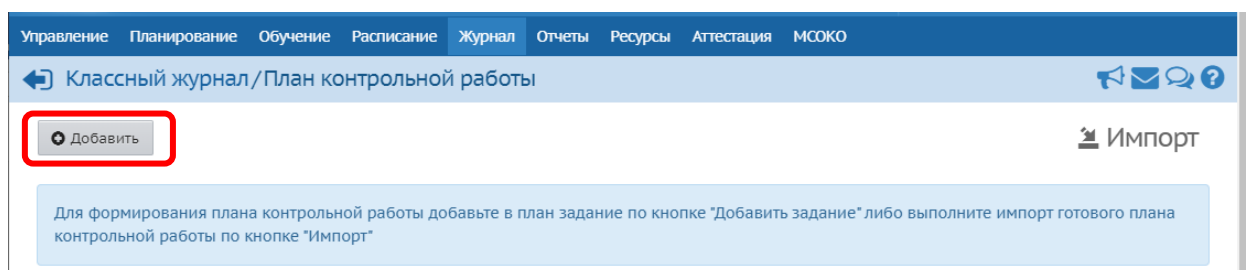 Управление Планирование Обучение Расписание Журнал Отчеты Ресурсы Аттестация МСОКО
Классный журнал/План контрольной работы
Добавить
Импорт
Для формирования плана контрольной работы добавьте в план задание по кнопке "Добавить задание" либо выполните импорт готового плана
контрольной работы по кнопке "Импорт"